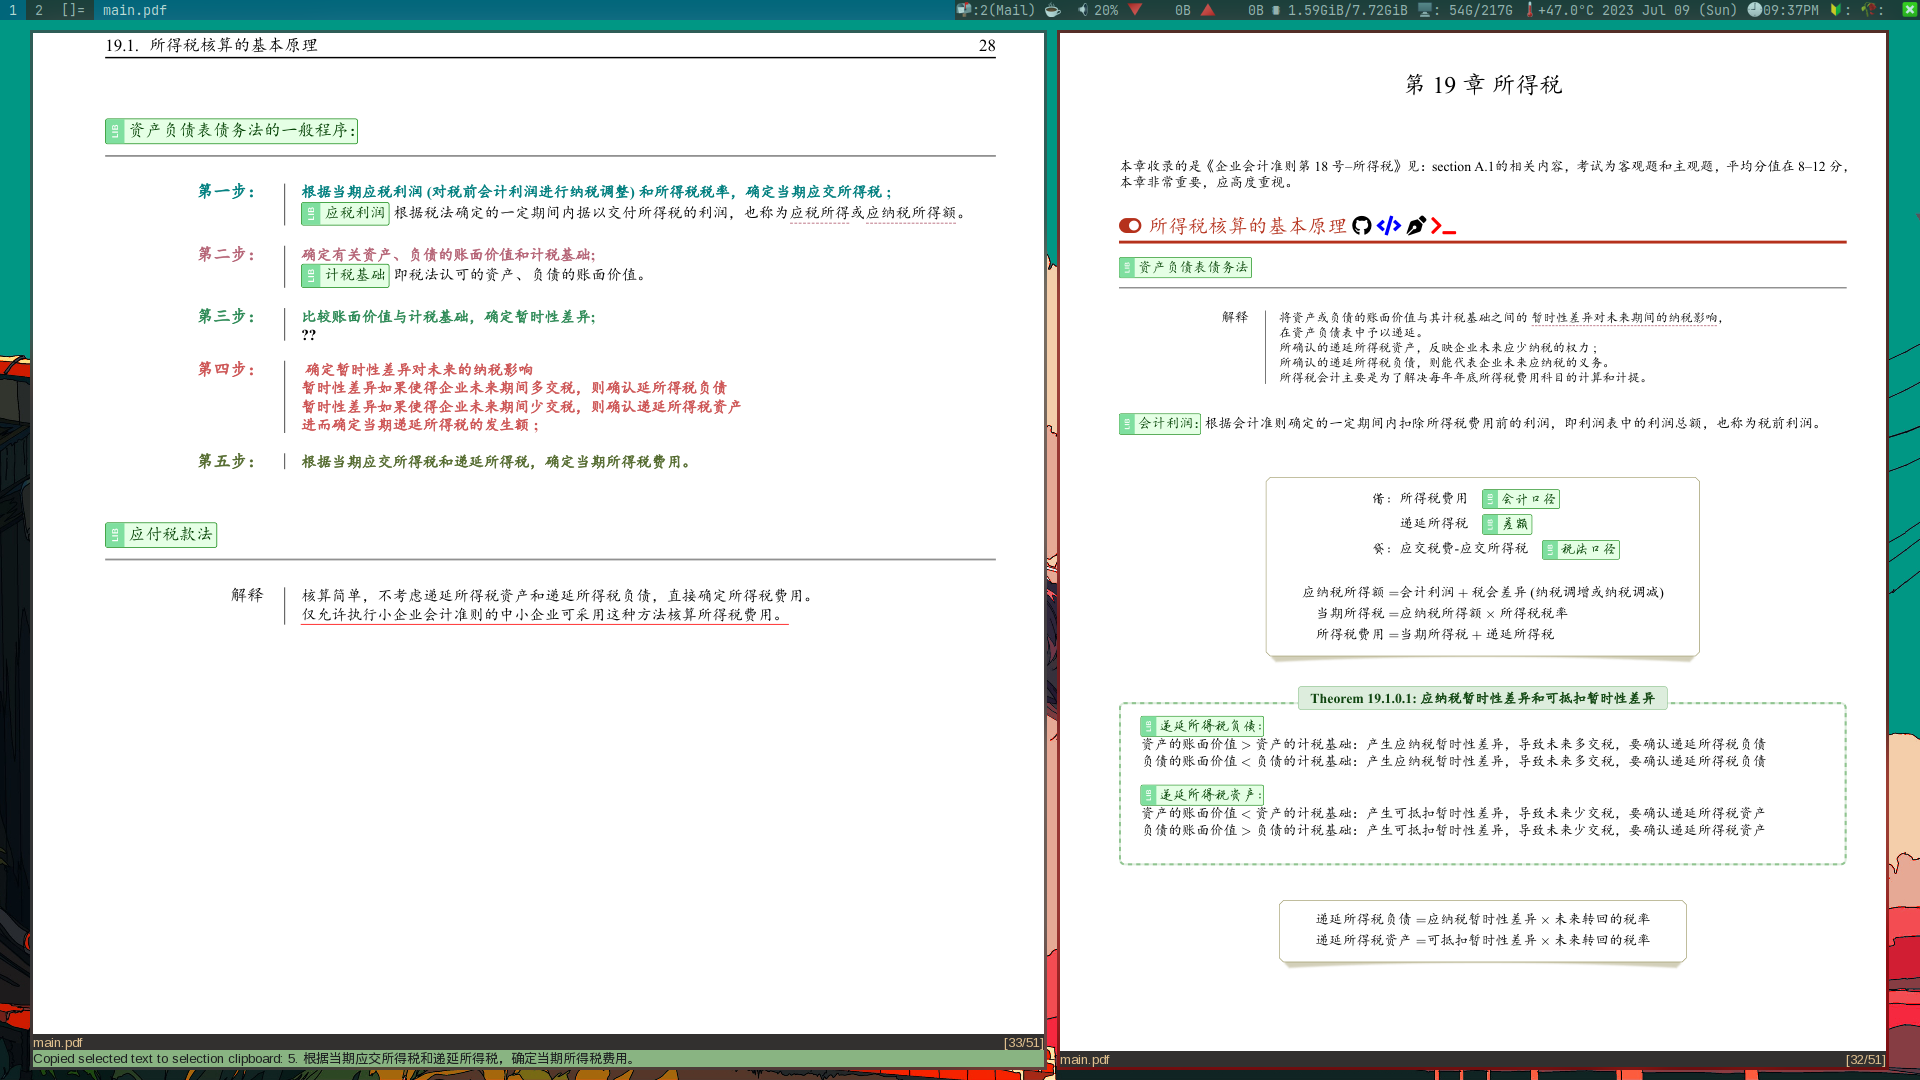 1 2 []= main.pdf :2(Mail) 20% 0B 0B 1.59GiB/7.72GiB : 54G/217G +47.0°C 2023 Jul 09 (Sun) 09:37PM : :
19.1. 所得税核算的基本原理 28
LIB 资产负债表债务法的一般程序:
第一步: 根据当期应税利润 (对税前会计利润进行纳税调整) 和所得税税率，确定当期应交所得税；
LIB 应税利润 根据税法确定的一定期间内据以交付所得税的利润，也称为应税所得或应纳税所得额。
第二步: 确定有关资产、负债的账面价值和计税基础;
LIB 计税基础 即税法认可的资产、负债的账面价值。
第三步: 比较账面价值与计税基础，确定暂时性差异;
??
第四步: 确定暂时性差异对未来的纳税影响
暂时性差异如果使得企业未来期间多交税，则确认延所得税负债
暂时性差异如果使得企业未来期间少交税，则确认递延所得税资产
进而确定当期递延所得税的发生额；
第五步: 根据当期应交所得税和递延所得税，确定当期所得税费用。
LIB 应付税款法
解释 核算简单，不考虑递延所得税资产和递延所得税负债，直接确定所得税费用。
仅允许执行小企业会计准则的中小企业可采用这种方法核算所得税费用。
main.pdf [33/51]
Copied selected text to selection clipboard: 5. 根据当期应交所得税和递延所得税，确定当期所得税费用。
第 19 章 所得税
本章收录的是《企业会计准则第 18 号–所得税》见：section A.1的相关内容，考试为客观题和主观题，平均分值在 8–12 分，
本章非常重要，应高度重视。
所得税核算的基本原理
LIB 资产负债表债务法
解释 将资产或负债的账面价值与其计税基础之间的 暂时性差异对未来期间的纳税影响，
在资产负债表中予以递延。
所确认的递延所得税资产，反映企业未来应少纳税的权力；
所确认的递延所得税负债，则能代表企业未来应纳税的义务。
所得税会计主要是为了解决每年年底所得税费用科目的计算和计提。
LIB 会计利润: 根据会计准则确定的一定期间内扣除所得税费用前的利润，即利润表中的利润总额，也称为税前利润。
借：所得税费用 LIB 会计口径
递延所得税 LIB 差额
贷：应交税费-应交所得税 LIB 税法口径
应纳税所得额 =会计利润 + 税会差异 (纳税调增或纳税调减)
当期所得税 =应纳税所得额 × 所得税税率
所得税费用 =当期所得税 + 递延所得税
Theorem 19.1.0.1: 应纳税暂时性差异和可抵扣暂时性差异
LIB 递延所得税负债:
资产的账面价值 > 资产的计税基础：产生应纳税暂时性差异，导致未来多交税，要确认递延所得税负债
负债的账面价值 < 负债的计税基础：产生应纳税暂时性差异，导致未来多交税，要确认递延所得税负债
LIB 递延所得税资产:
资产的账面价值 < 资产的计税基础：产生可抵扣暂时性差异，导致未来少交税，要确认递延所得税资产
负债的账面价值 > 负债的计税基础：产生可抵扣暂时性差异，导致未来少交税，要确认递延所得税资产
递延所得税负债 =应纳税暂时性差异 × 未来转回的税率
递延所得税资产 =可抵扣暂时性差异 × 未来转回的税率
main.pdf [32/51]